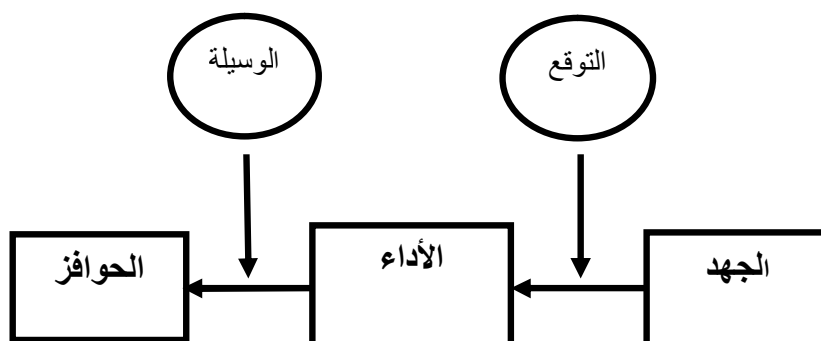 التوقع
الوسيلة
الجهد
الأداء
الحوافز